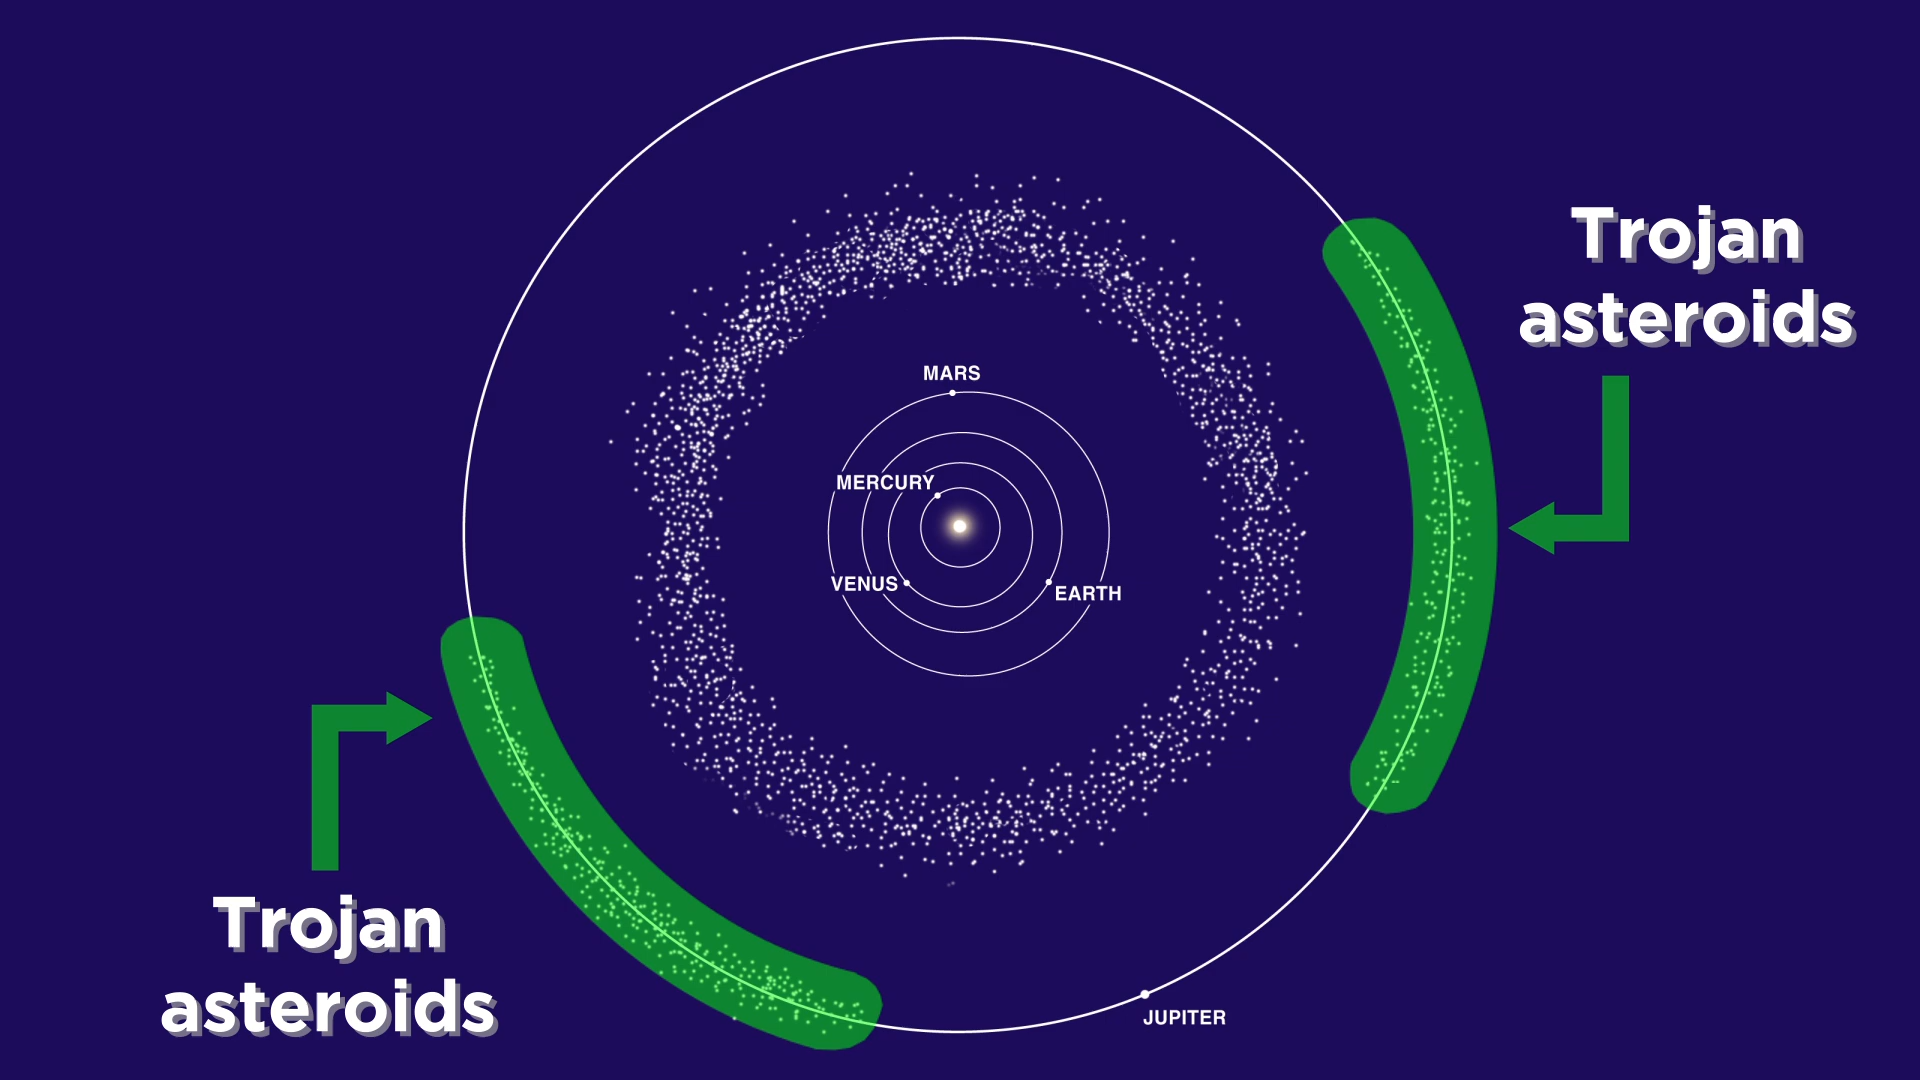 Trojan
asteroids
MARS
MERCURY
VENUS
EARTH
Trojan
asteroids
JUPITER